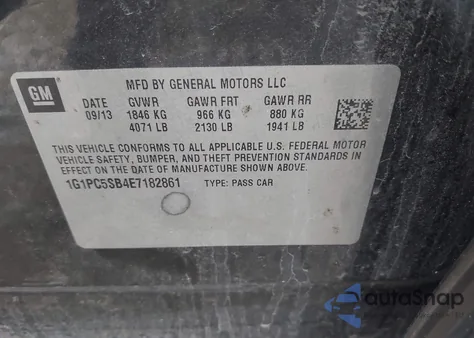 GM
MFD BY GENERAL MOTORS LLC
DATE GVWR GAWR FRT GAWR RR
09/13 1846 KG 966 KG 880 KG
4071 LB 2130 LB 1941 LB
THIS VEHICLE CONFORMS TO ALL APPLICABLE U.S. FEDERAL MOTOR
VEHICLE SAFETY, BUMPER, AND THEFT PREVENTION STANDARDS IN
EFFECT ON THE DATE OF MANUFACTURE SHOWN ABOVE.
1G1PC5SB4E7182861 TYPE: PASS CAR
autoSnap